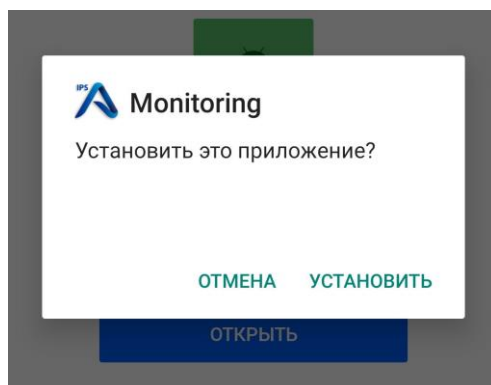 IPS
Monitoring
Установить это приложение?
ОТМЕНА УСТАНОВИТЬ
ОТКРЫТЬ